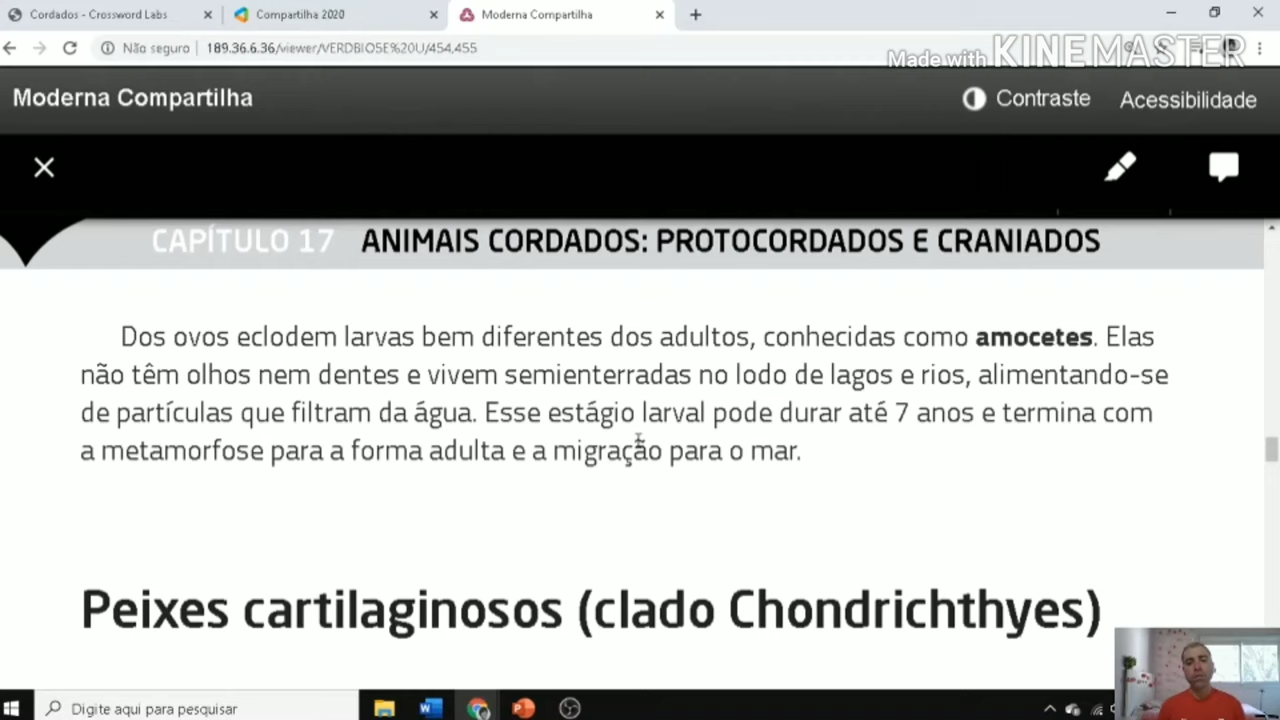 Cordados - Crossword Labs
Compartilha 2020
Moderna Compartilha
Não seguro
189.36.6.36/viewer/VERDBIO5E%20U/454,455
Made with KINEMASTER
Moderna Compartilha
Contraste
Acessibilidade
CAPÍTULO 17 ANIMAIS CORDADOS: PROTOCORDADOS E CRANIADOS
Dos ovos eclodem larvas bem diferentes dos adultos, conhecidas como amocetes. Elas
não têm olhos nem dentes e vivem semienterradas no lodo de lagos e rios, alimentando-se
de partículas que filtram da água. Esse estágio larval pode durar até 7 anos e termina com
a metamorfose para a forma adulta e a migração para o mar.
Peixes cartilaginosos (clado Chondrichthyes)
Digite aqui para pesquisar